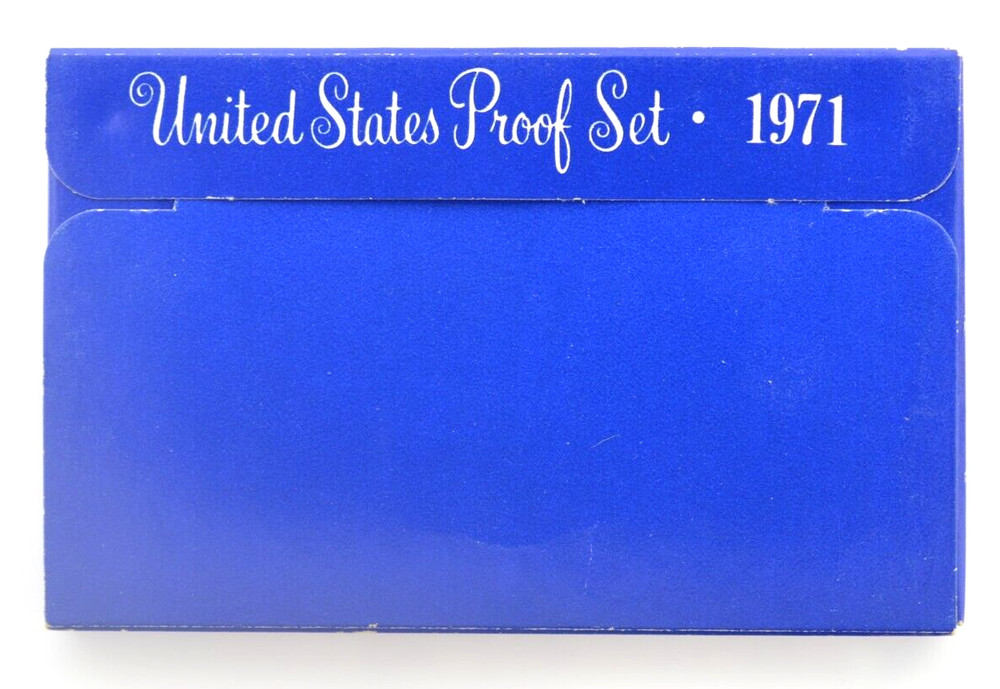 United States Proof Set • 1971